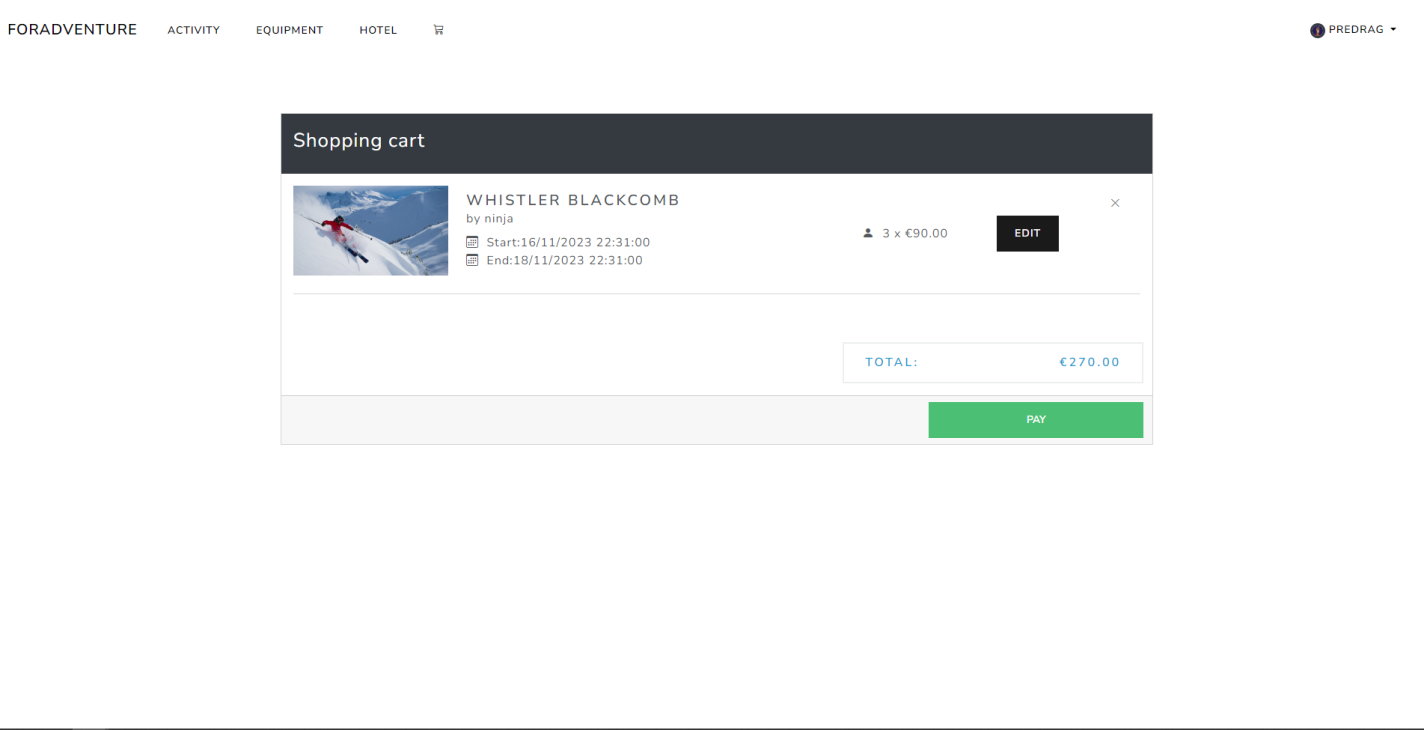 FORADVENTURE ACTIVITY EQUIPMENT HOTEL PREDRAG
Shopping cart
WHISTLER BLACKCOMB
by ninja
Start:16/11/2023 22:31:00
End:18/11/2023 22:31:00
3 x €90.00
EDIT
TOTAL: €270.00
PAY